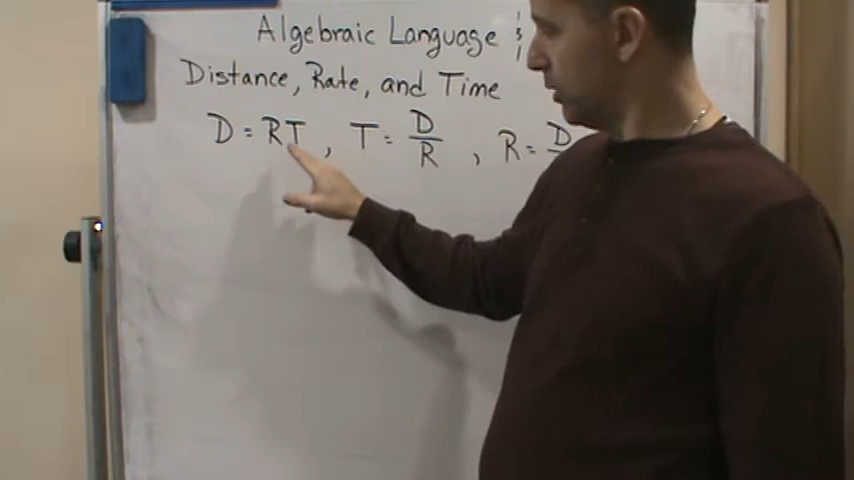 Algebraic Language
Distance, Rate, and Time
D = RT , T = D/R , R = D